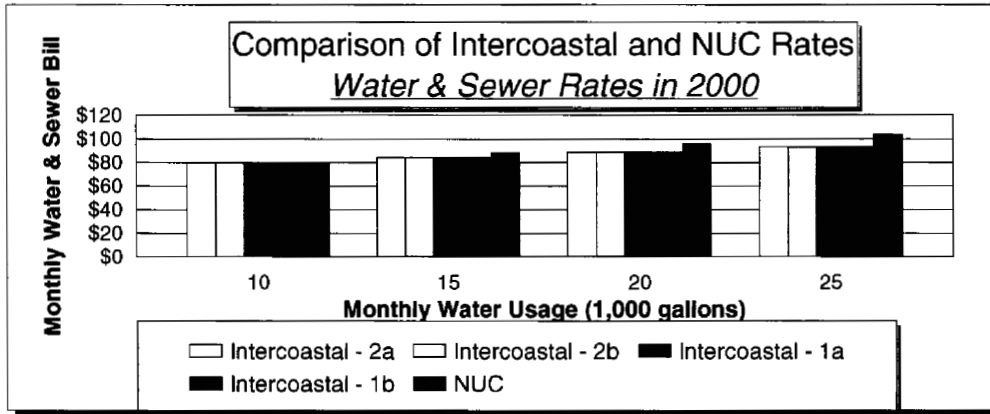 Comparison of Intercoastal and NUC Rates
Water & Sewer Rates in 2000
Monthly Water & Sewer Bill
$120
$100
$80
$60
$40
$20
$0
10 15 20 25
Monthly Water Usage (1,000 gallons)
Intercoastal - 2a Intercoastal - 2b Intercoastal - 1a
Intercoastal - 1b NUC